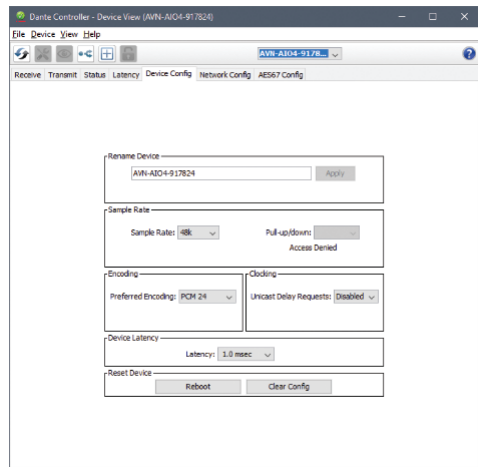 Dante Controller - Device View (AVN-AIO4-917824)
File Device View Help
AVN-AIO4-9178...
Receive Transmit Status Latency Device Config Network Config AES67 Config
Rename Device
AVN-AIO4-917824 Apply
Sample Rate
Sample Rate: 48k Pull-up/down:
Access Denied
Encoding Clocking
Preferred Encoding: PCM 24 Unicast Delay Requests: Disabled
Device Latency
Latency: 1.0 msec
Reset Device
Reboot Clear Config